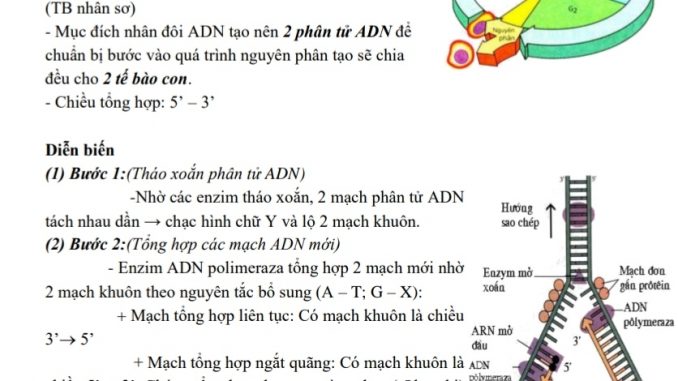 (TB nhân sơ)
- Mục đích nhân đôi ADN tạo nên 2 phân tử ADN để
chuẩn bị bước vào quá trình nguyên phân tạo sẽ chia
đều cho 2 tế bào con.
- Chiều tổng hợp: 5’ – 3’
G2
Nguyên
phân
Diễn biến
(1) Bước 1:(Tháo xoắn phân tử ADN)
-Nhờ các enzim tháo xoắn, 2 mạch phân tử ADN
tách nhau dần → chạc hình chữ Y và lộ 2 mạch khuôn.
(2) Bước 2:(Tổng hợp các mạch ADN mới)
- Enzim ADN polimeraza tổng hợp 2 mạch mới nhờ
2 mạch khuôn theo nguyên tắc bổ sung (A – T; G – X):
+ Mạch tổng hợp liên tục: Có mạch khuôn là chiều
3’→ 5’
+ Mạch tổng hợp ngắt quãng: Có mạch khuôn là
3'
5'
Hướng
sao chép
Enzym mở
xoắn
Mạch đơn
gắn prôtêin
ADN
pôlymeraza
ARN mở
đầu
3'
5'
ADN
pôlymeraza